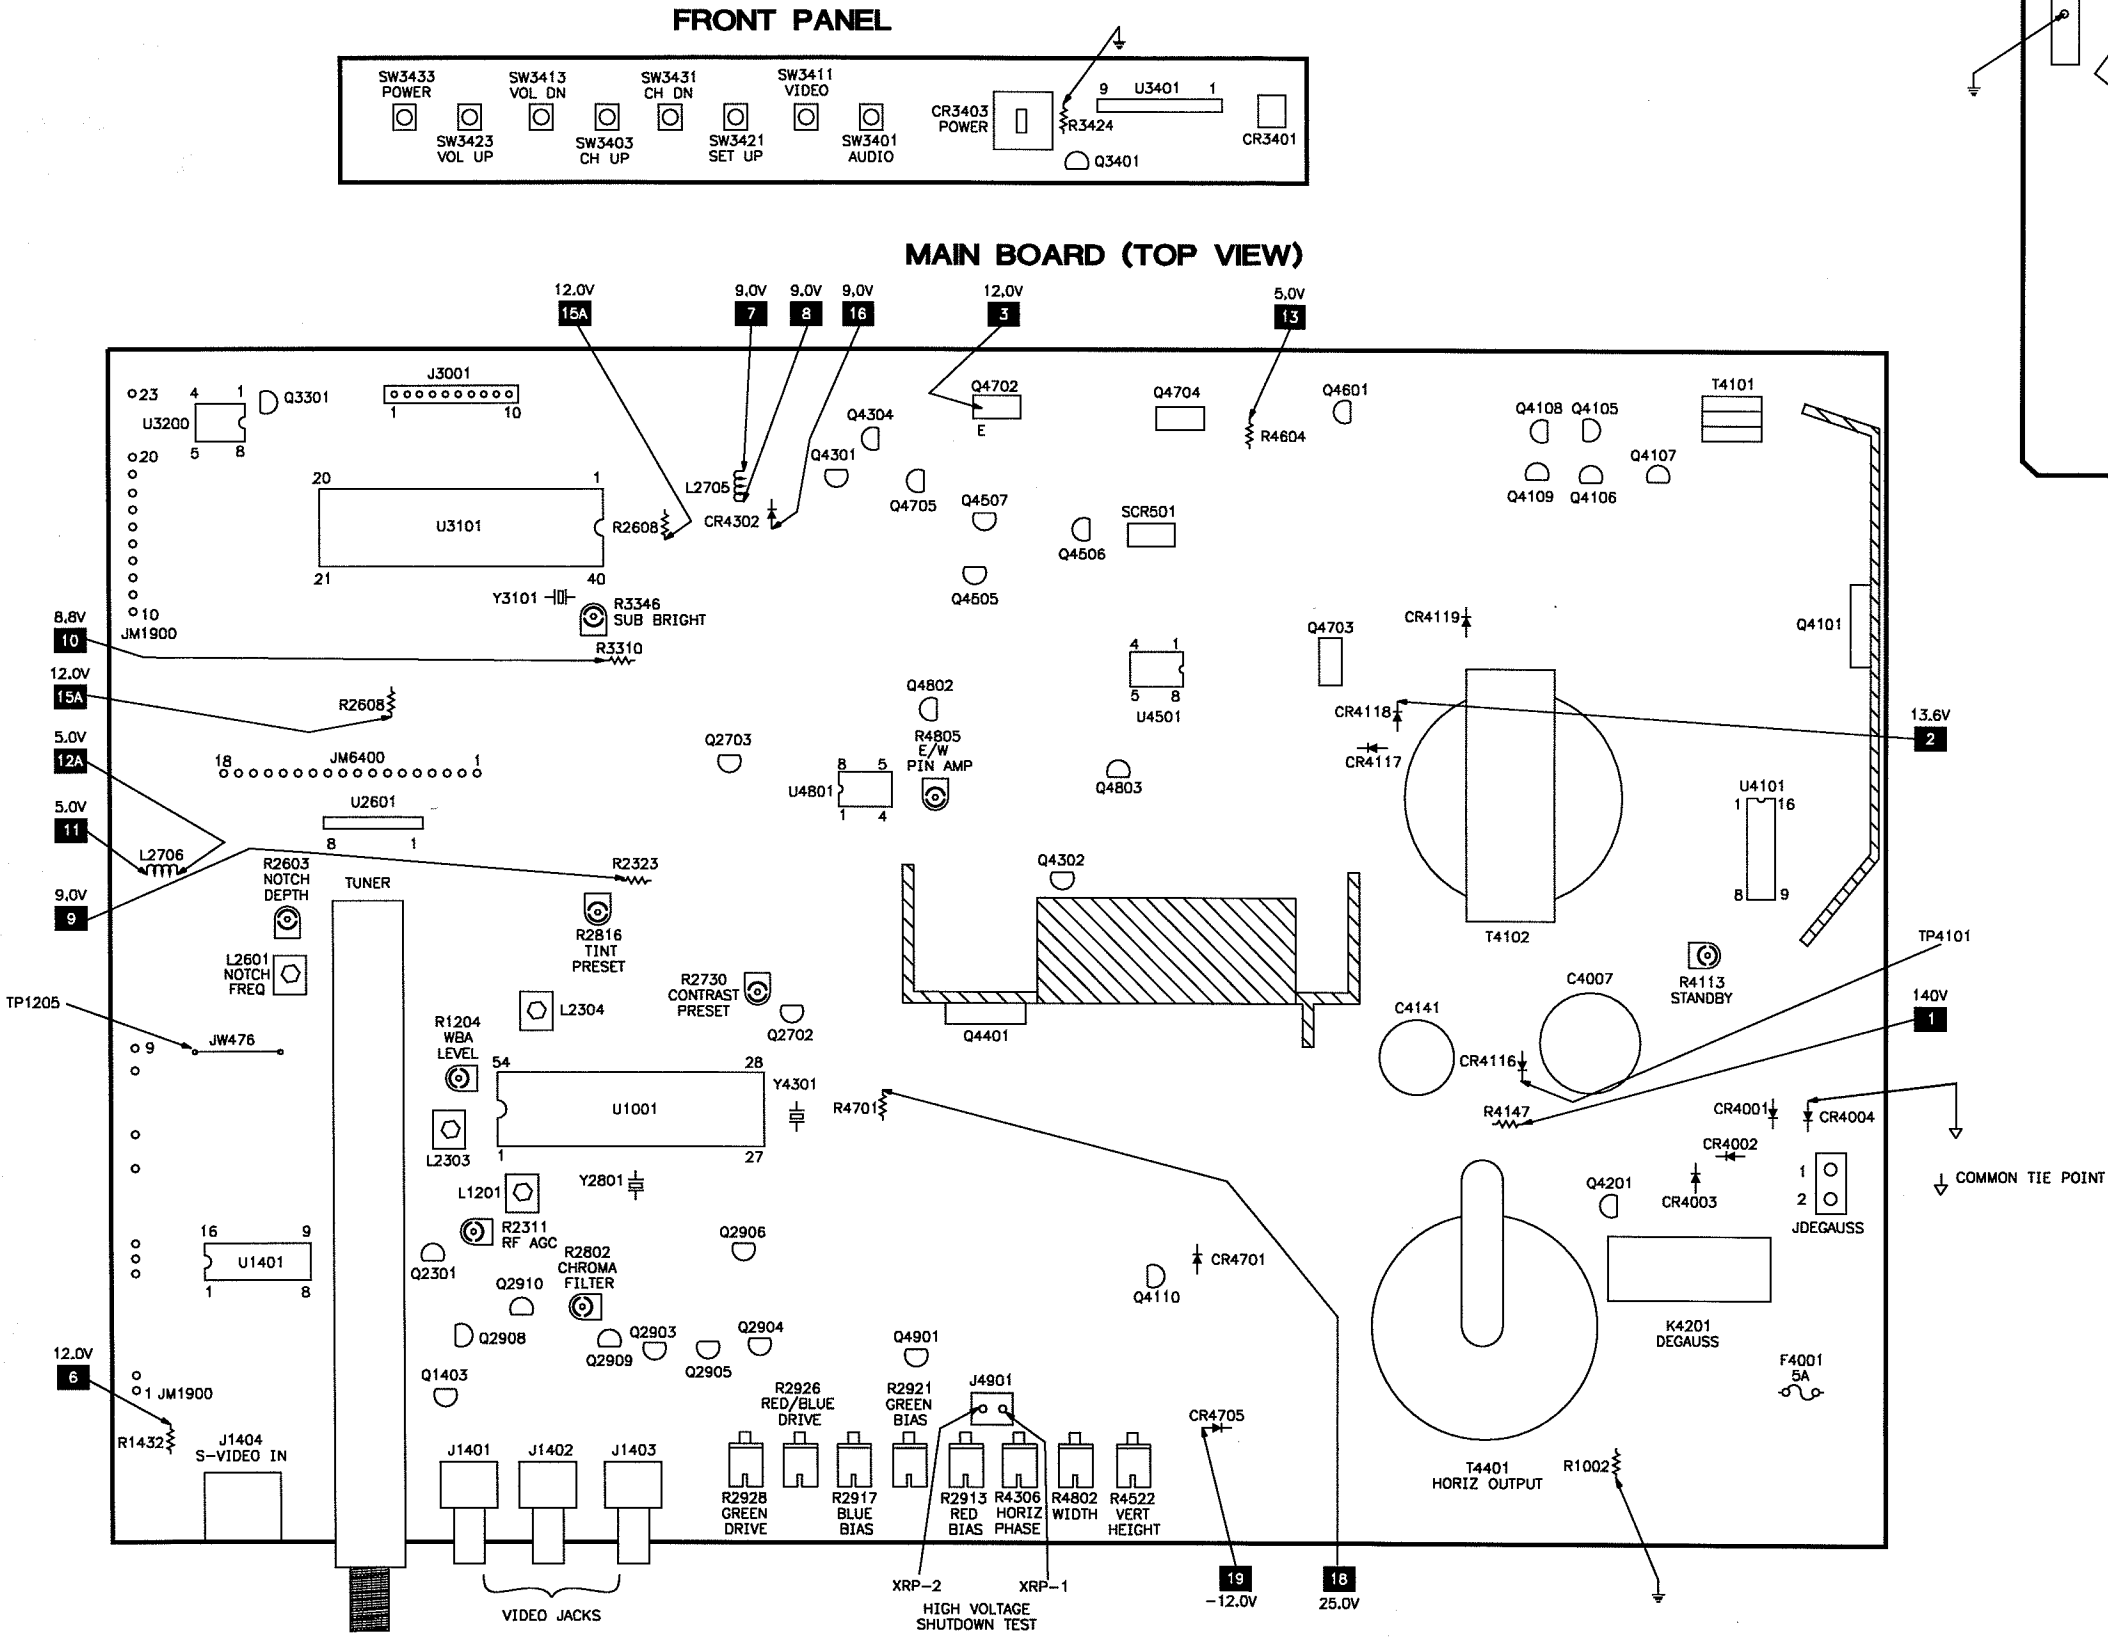 FRONT PANEL
SW3433
POWER
SW3413
VOL DN
SW3431
CH DN
SW3411
VIDEO
SW3423
VOL UP
SW3403
CH UP
SW3421
SET UP
SW3401
AUDIO
CR3403
POWER
R3424
9 U3401 1
Q3401
CR3401
MAIN BOARD (TOP VIEW)
12.0V
15A
9.0V
7
9.0V
8
9.0V
16
12.0V
3
5.0V
13
23
4 1
U3200
5 8
Q3301
J3001
1 10
20
Q4304
Q4301
Q4702
E
Q4704
R4604
Q4601
Q4108
Q4105
T4101
Q4107
Q4109
Q4106
20 1
U3101
21 40
R2608
L2705
CR4302
Q4705
Q4507
Q4506
SCR501
Q4505
10
JM1900
Y3101
R3346
SUB BRIGHT
R3310
8.8V
10
12.0V
15A
R2608
5.0V
12A
5.0V
11
9.0V
9
18 JM6400 1
U2601
8 1
L2706
Q2703
Q4802
R4805
E/W
PIN AMP
8 5
U4801
1 4
4 1
5 8
U4501
Q4803
Q4703
CR4119
CR4118
CR4117
Q4101
13.6V
2
U4101
1 16
8 9
T4102
R2603
NOTCH
DEPTH
TUNER
R2323
R2816
TINT
PRESET
L2601
NOTCH
FREQ
TP1205
JW476
9
R1204
WBA
LEVEL
L2304
R2730
CONTRAST
PRESET
Q2702
Q4302
Q4401
TP4101
R4113
STANDBY
C4007
C4141
140V
1
CR4116
R4147
CR4001
CR4004
CR4002
CR4003
COMMON TIE POINT
1
2
JDEGAUSS
54 28
U1001
1 27
Y4301
R4701
L2303
L1201
Y2801
R2311
RF AGC
16 9
U1401
1 8
Q2301
R2802
CHROMA
FILTER
Q2910
Q2908
Q2909
Q2903
Q2905
Q2904
Q2906
Q1403
Q4901
Q4110
CR4701
Q4201
K4201
DEGAUSS
F4001
5A
12.0V
6
1 JM1900
R1432
J1404
S-VIDEO IN
J1401
J1402
J1403
R2926
RED/BLUE
DRIVE
R2921
GREEN
BIAS
J4901
CR4705
R2928
GREEN
DRIVE
R2917
BLUE
BIAS
R2913
RED
BIAS
R4306
HORIZ
PHASE
R4802
WIDTH
R4522
VERT
HEIGHT
T4401
HORIZ OUTPUT
R1002
VIDEO JACKS
XRP-2
XRP-1
HIGH VOLTAGE
SHUTDOWN TEST
19
-12.0V
18
25.0V